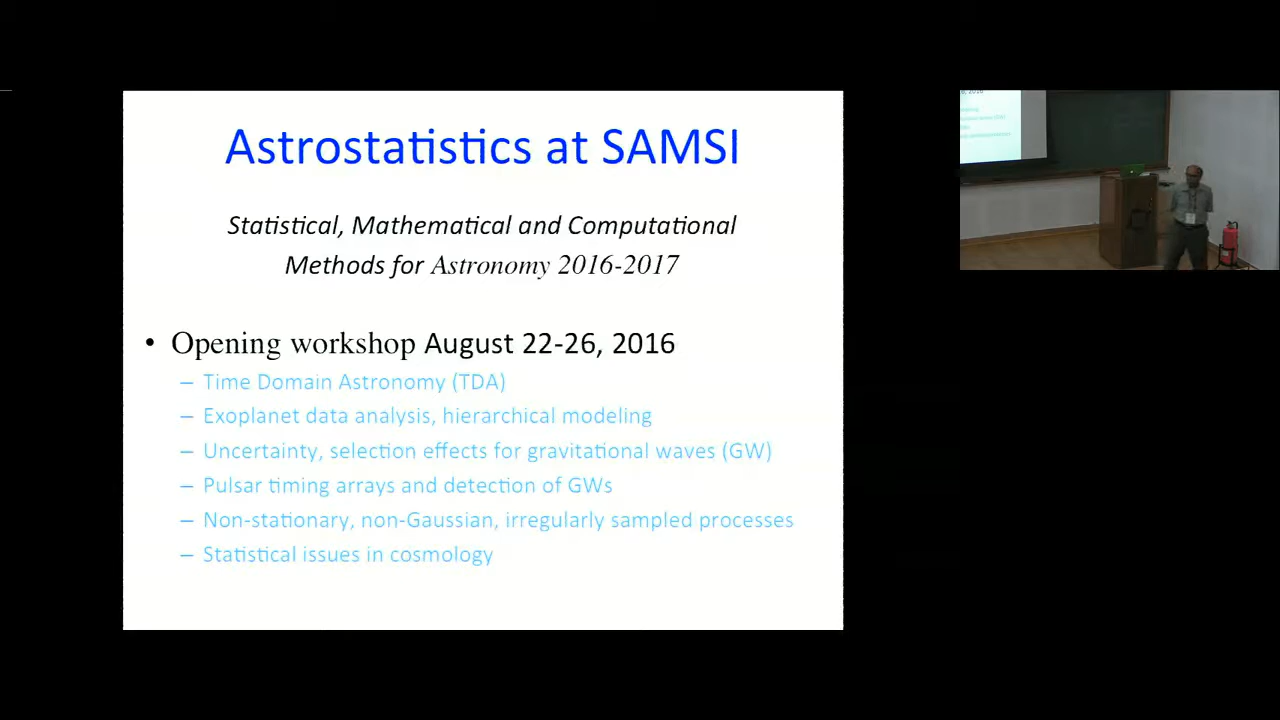 Astrostatistics at SAMSI
Statistical, Mathematical and Computational
Methods for Astronomy 2016-2017
• Opening workshop August 22-26, 2016
– Time Domain Astronomy (TDA)
– Exoplanet data analysis, hierarchical modeling
– Uncertainty, selection effects for gravitational waves (GW)
– Pulsar timing arrays and detection of GWs
– Non-stationary, non-Gaussian, irregularly sampled processes
– Statistical issues in cosmology